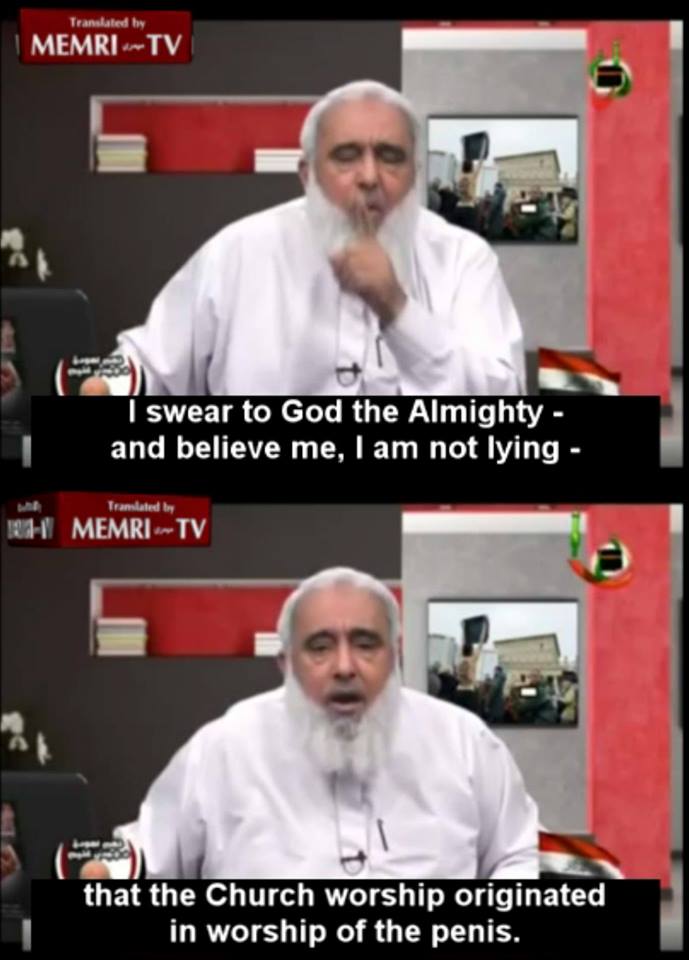 Translated by
MEMRI TV
I swear to God the Almighty -
and believe me, I am not lying -
Translated by
MEMRI TV
that the Church worship originated
in worship of the penis.